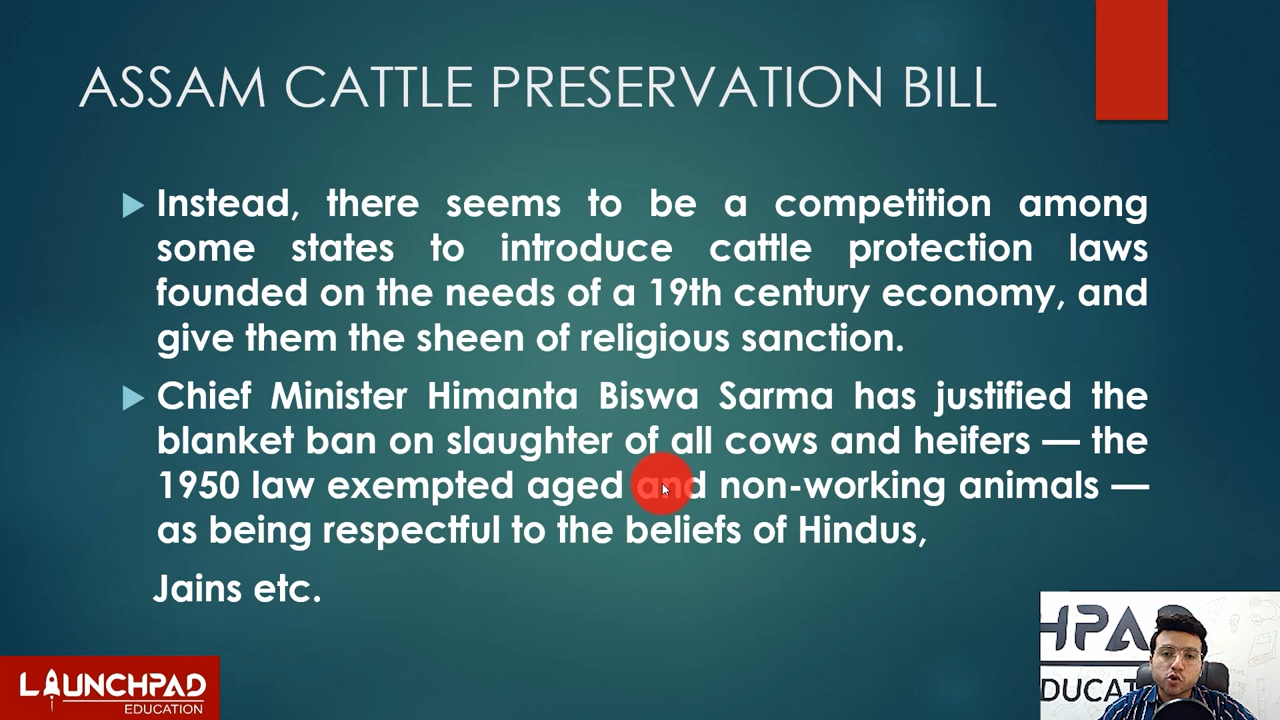 ASSAM CATTLE PRESERVATION BILL
Instead, there seems to be a competition among
some states to introduce cattle protection laws
founded on the needs of a 19th century economy, and
give them the sheen of religious sanction.
Chief Minister Himanta Biswa Sarma has justified the
blanket ban on slaughter of all cows and heifers — the
1950 law exempted aged and non-working animals —
as being respectful to the beliefs of Hindus,
Jains etc.
LAUNCHPAD
EDUCATION
HPAD
EDUCAT